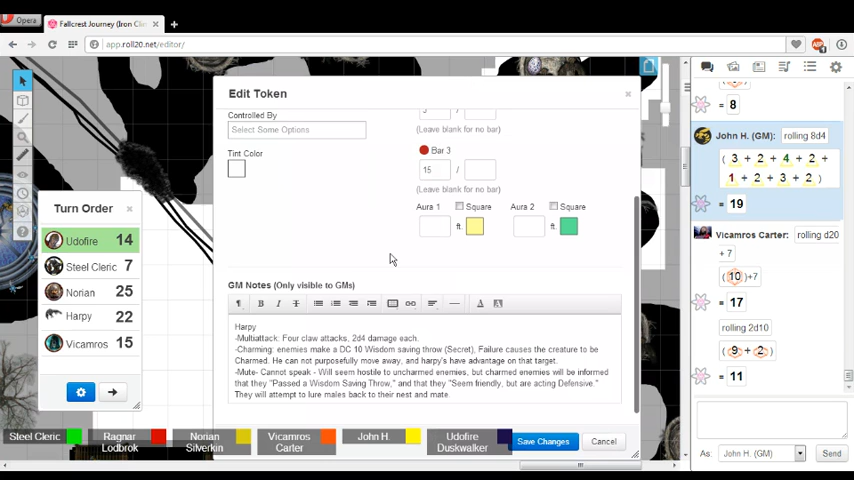 Opera
Fallcrest Journey (Iron Cli
app.roll20.net/editor/
Edit Token
Controlled By
Select Some Options
Tint Color
/
(Leave blank for no bar)
Bar 3
15 /
(Leave blank for no bar)
Aura 1 Square Aura 2 Square
ft. ft.
GM Notes (Only visible to GMs)
Harpy
-Multiattack: Four claw attacks, 2d4 damage each.
-Charming: enemies make a DC 10 Wisdom saving throw (Secret), Failure causes the creature to be
Charmed. He can not purposefully move away, and harpy's have advantage on that target.
-Mute- Cannot speak - Will seem hostile to uncharmed enemies, but charmed enemies will be informed
that they "Passed a Wisdom Saving Throw," and that they "Seem friendly, but are acting Defensive."
They will attempt to lure males back to their nest and mate.
Save Changes Cancel
Turn Order
Udofire 14
Steel Cleric 7
Norian 25
Harpy 22
Vicamros 15
Steel Cleric
Ragnar
Lodbrok
Norian
Silverkin
Vicamros
Carter
John H.
Udofire
Duskwalker
= 8
John H. (GM): rolling 8d4
( 3 + 2 + 4 + 2 +
1 + 2 + 3 + 2 )
= 19
Vicamros Carter: rolling d20
+ 7
(10)+7
= 17
rolling 2d10
( 9 + 2 )
= 11
As: John H. (GM) Send